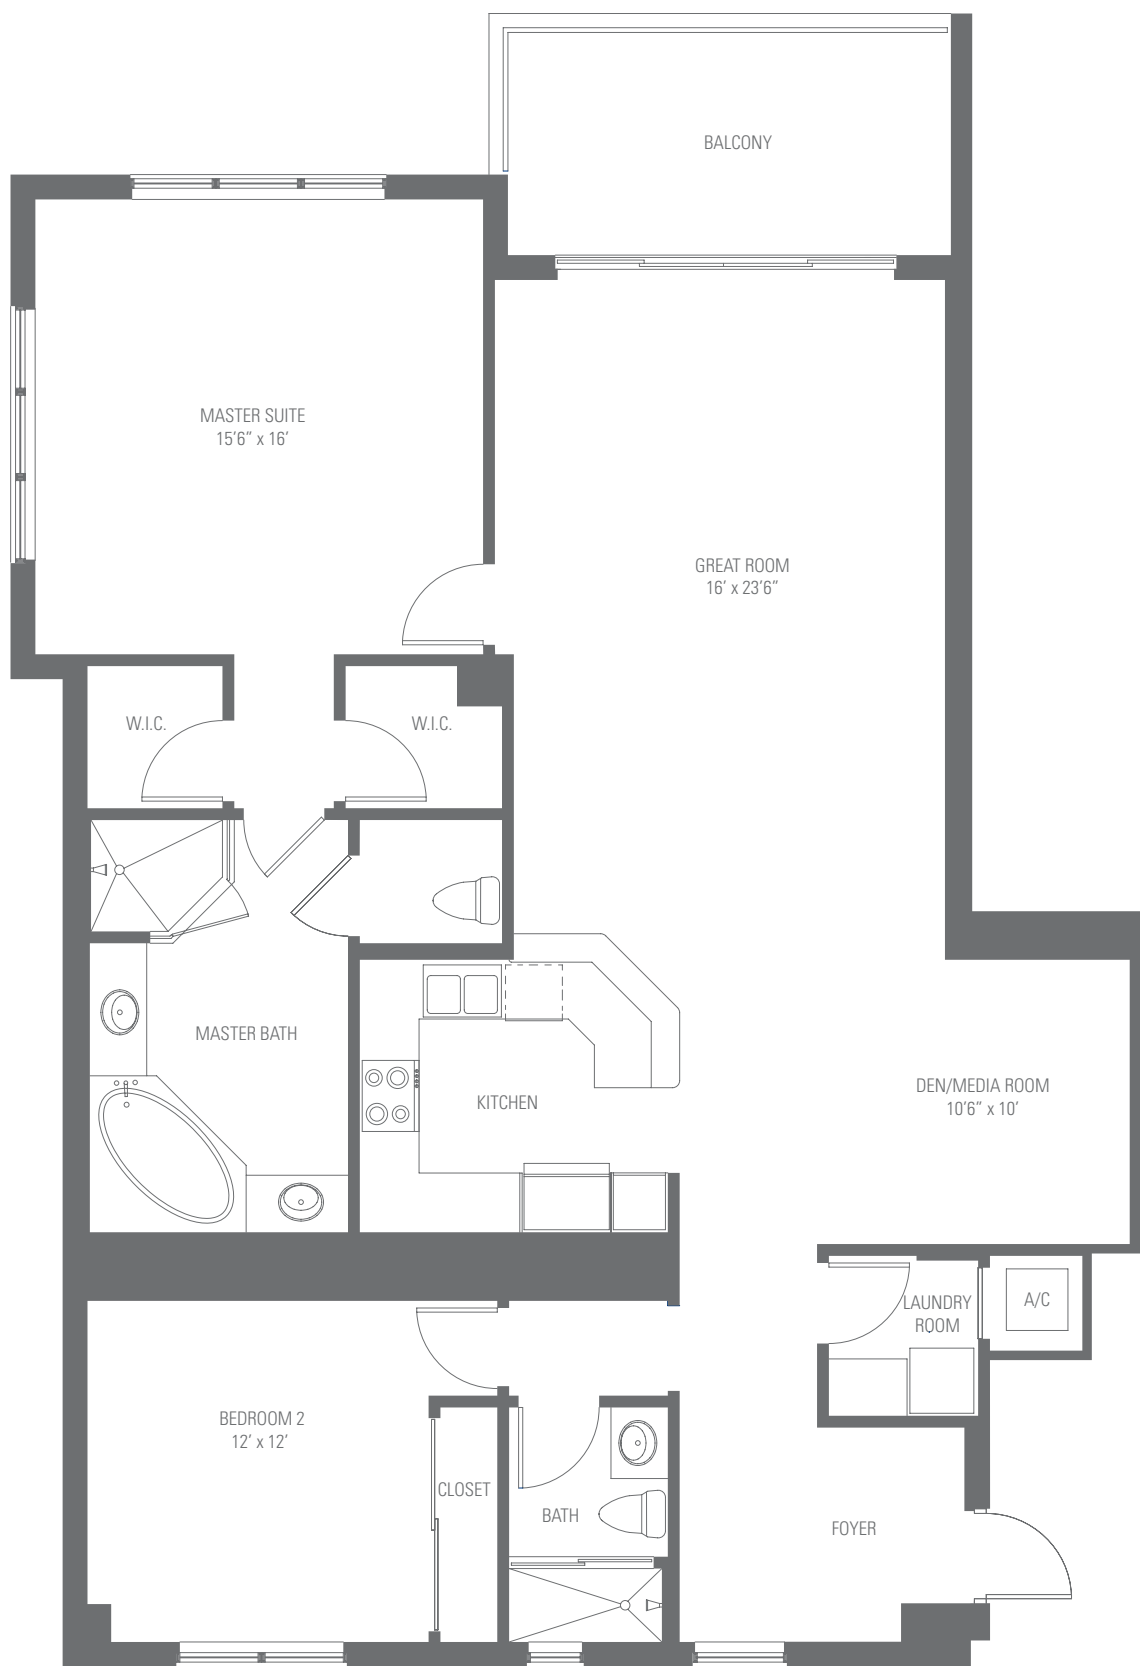 BALCONY
MASTER SUITE
15’6” x 16’
GREAT ROOM
16’ x 23’6”
W.I.C.
W.I.C.
MASTER BATH
KITCHEN
DEN/MEDIA ROOM
10’6” x 10’
LAUNDRY
ROOM
A/C
BEDROOM 2
12’ x 12’
CLOSET
BATH
FOYER